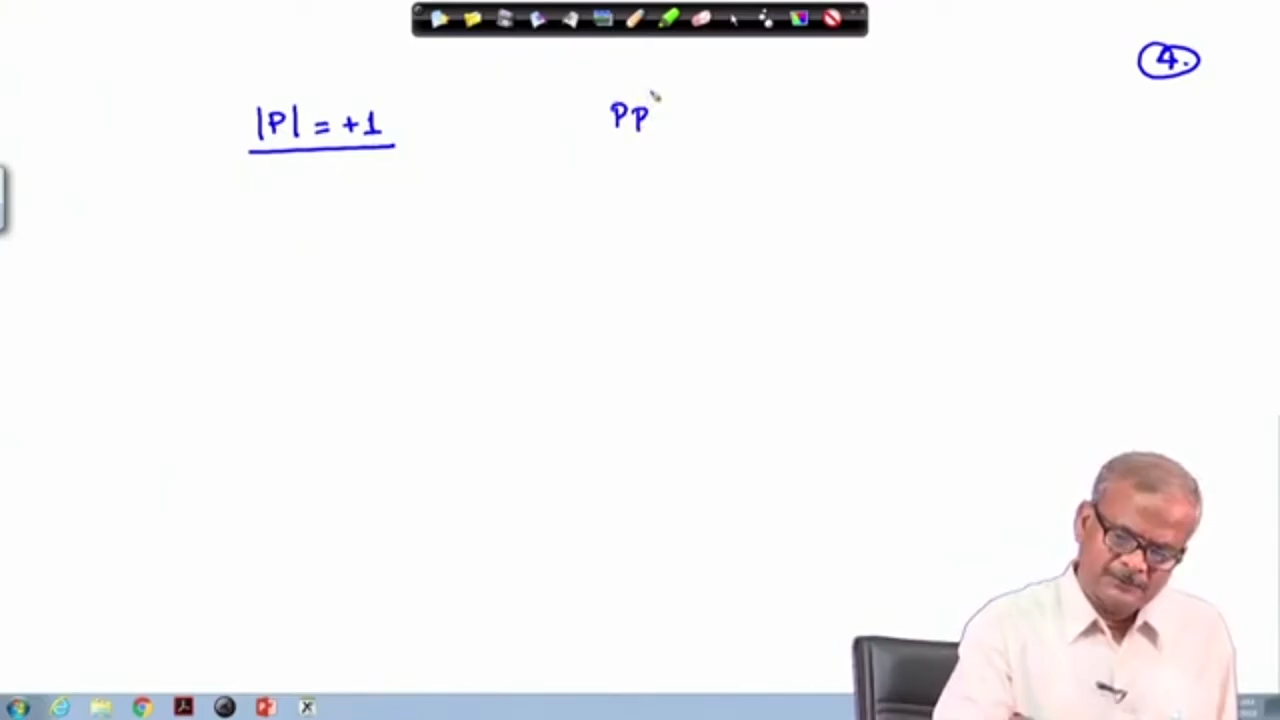 4.
|P| = +1 PP